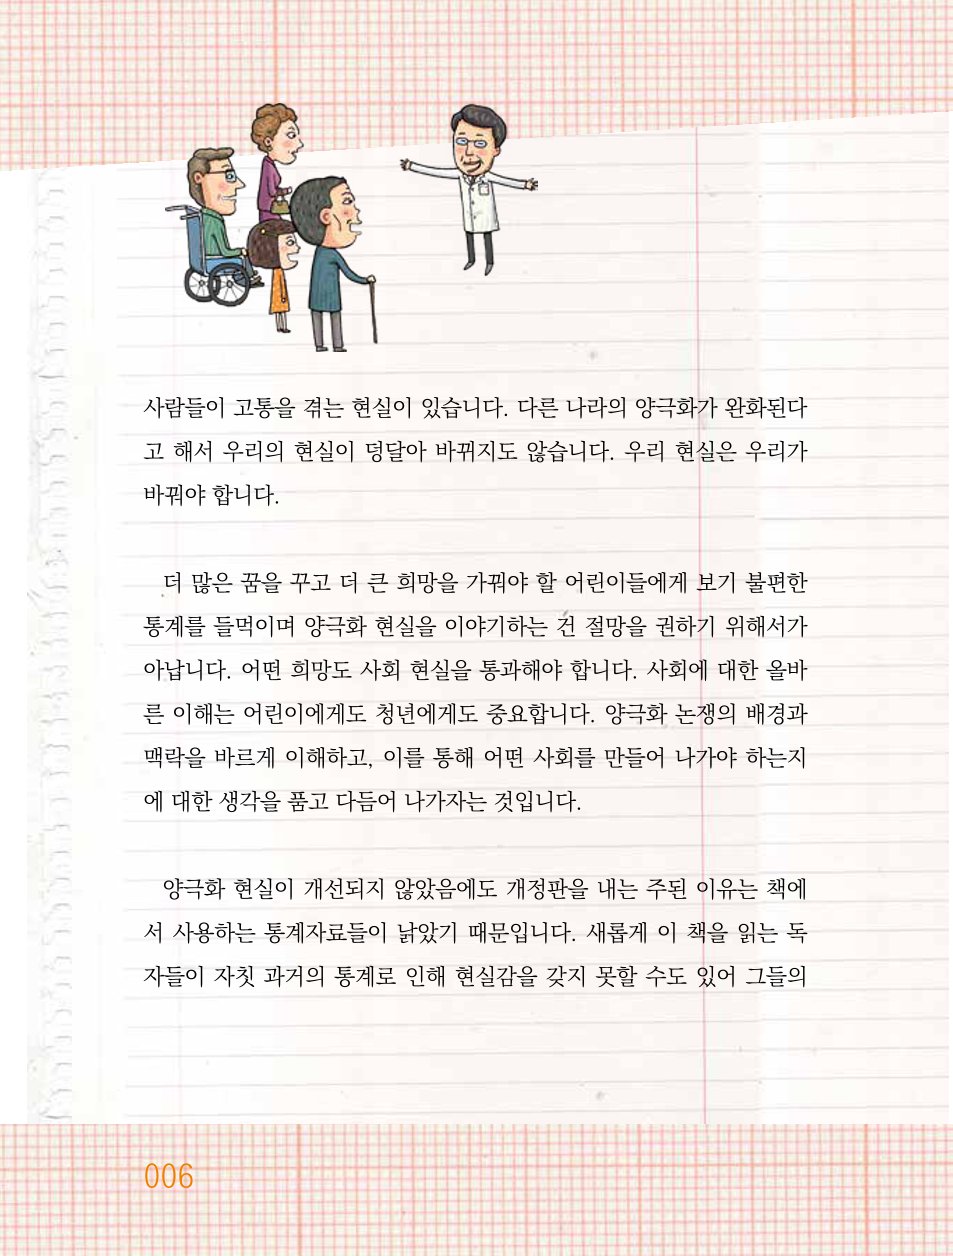 사람들이 고통을 겪는 현실이 있습니다. 다른 나라의 양극화가 완화된다
고 해서 우리의 현실이 덩달아 바뀌지도 않습니다. 우리 현실은 우리가
바꿔야 합니다.
더 많은 꿈을 꾸고 더 큰 희망을 가꿔야 할 어린이들에게 보기 불편한
통계를 들먹이며 양극화 현실을 이야기하는 건 절망을 권하기 위해서가
아닙니다. 어떤 희망도 사회 현실을 통과해야 합니다. 사회에 대한 올바
른 이해는 어린이에게도 청년에게도 중요합니다. 양극화 논쟁의 배경과
맥락을 바르게 이해하고, 이를 통해 어떤 사회를 만들어 나가야 하는지
에 대한 생각을 품고 다듬어 나가자는 것입니다.
양극화 현실이 개선되지 않았음에도 개정판을 내는 주된 이유는 책에
서 사용하는 통계자료들이 낡았기 때문입니다. 새롭게 이 책을 읽는 독
자들이 자칫 과거의 통계로 인해 현실감을 갖지 못할 수도 있어 그들의
006